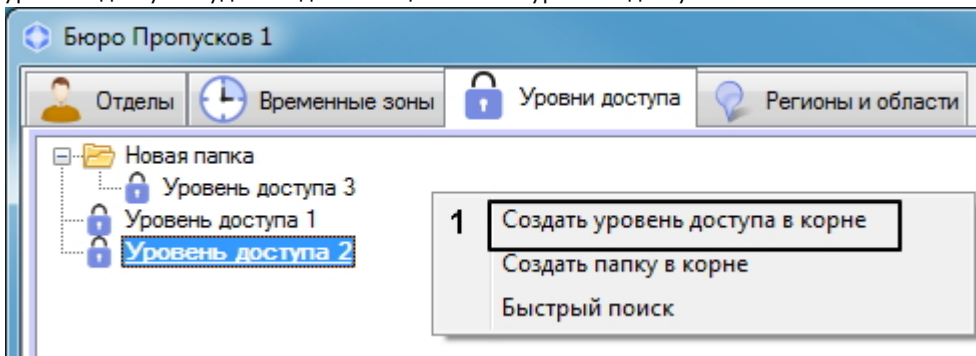 Бюро Пропусков 1
Отделы Временные зоны Уровни доступа Регионы и области
Новая папка
Уровень доступа 3
Уровень доступа 1
Уровень доступа 2
1 Создать уровень доступа в корне
Создать папку в корне
Быстрый поиск